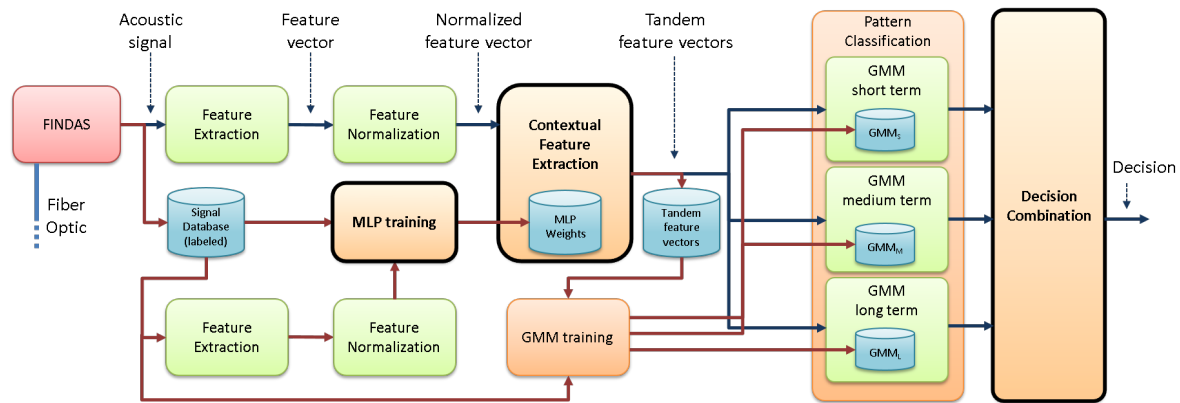 Acoustic
signal
Feature
vector
Normalized
feature vector
Tandem
feature vectors
Pattern
Classification
FINDAS
Feature
Extraction
Feature
Normalization
Contextual
Feature
Extraction
GMM
short term
GMMS
Decision
Combination
Decision
Fiber
Optic
Signal
Database
(labeled)
MLP training
MLP
Weights
Tandem
feature
vectors
GMM
medium term
GMMM
Feature
Extraction
Feature
Normalization
GMM training
GMM
long term
GMML